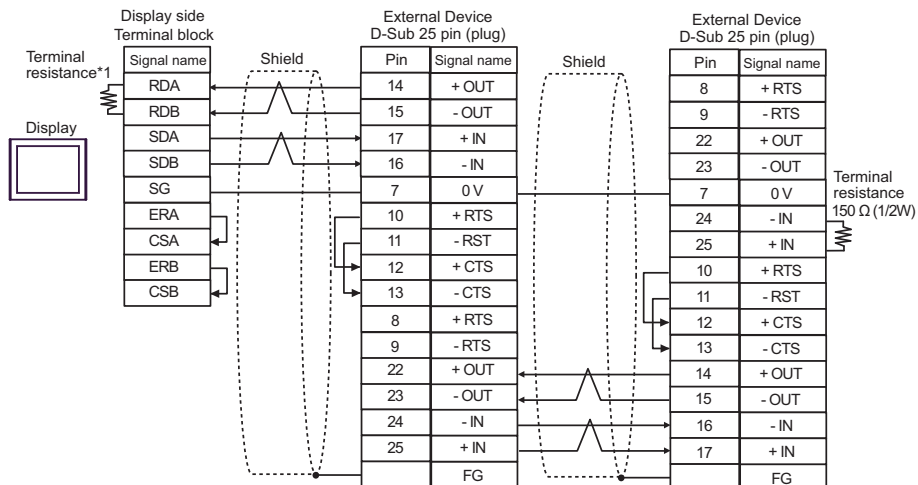 Display side
Terminal block
Terminal
resistance*1
Display
Signal name
RDA
RDB
SDA
SDB
SG
ERA
CSA
ERB
CSB
Shield
External Device
D-Sub 25 pin (plug)
Pin Signal name
14 + OUT
15 - OUT
17 + IN
16 - IN
7 0 V
10 + RTS
11 - RST
12 + CTS
13 - CTS
8 + RTS
9 - RTS
22 + OUT
23 - OUT
24 - IN
25 + IN
FG
Shield
External Device
D-Sub 25 pin (plug)
Pin Signal name
8 + RTS
9 - RTS
22 + OUT
23 - OUT
7 0 V
24 - IN
25 + IN
10 + RTS
11 - RST
12 + CTS
13 - CTS
14 + OUT
15 - OUT
16 - IN
17 + IN
FG
Terminal
resistance
150 Ω (1/2W)